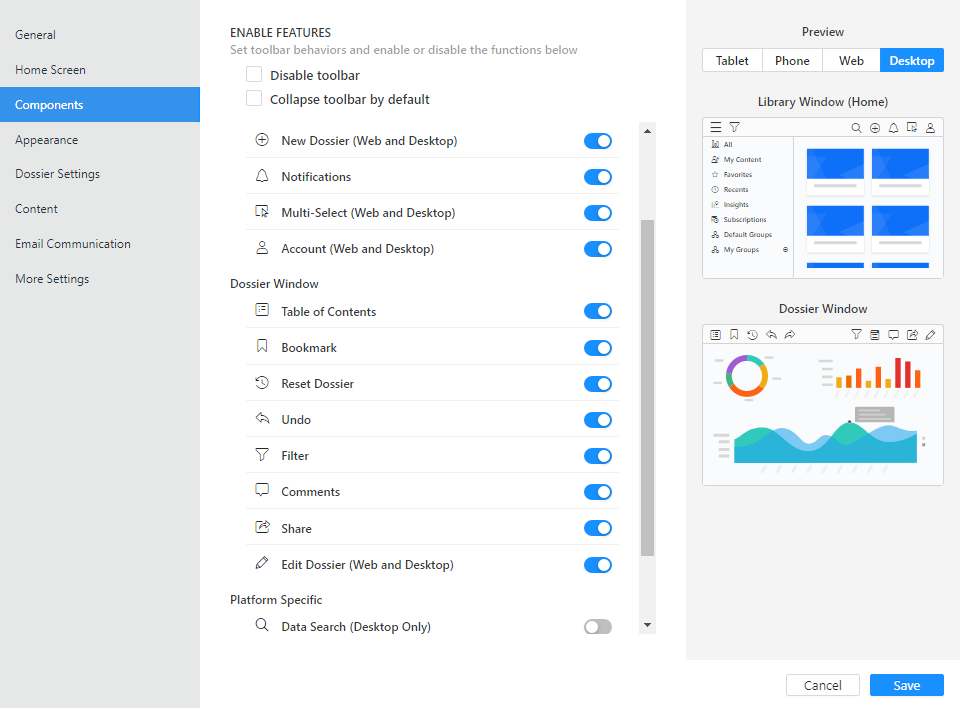 General
Home Screen
Components
Appearance
Dossier Settings
Content
Email Communication
More Settings
ENABLE FEATURES
Set toolbar behaviors and enable or disable the functions below
Disable toolbar
Collapse toolbar by default
New Dossier (Web and Desktop)
Notifications
Multi-Select (Web and Desktop)
Account (Web and Desktop)
Dossier Window
Table of Contents
Bookmark
Reset Dossier
Undo
Filter
Comments
Share
Edit Dossier (Web and Desktop)
Platform Specific
Data Search (Desktop Only)
Preview
Tablet Phone Web Desktop
Library Window (Home)
All
My Content
Favorites
Recents
Insights
Subscriptions
Default Groups
My Groups
Dossier Window
Cancel Save